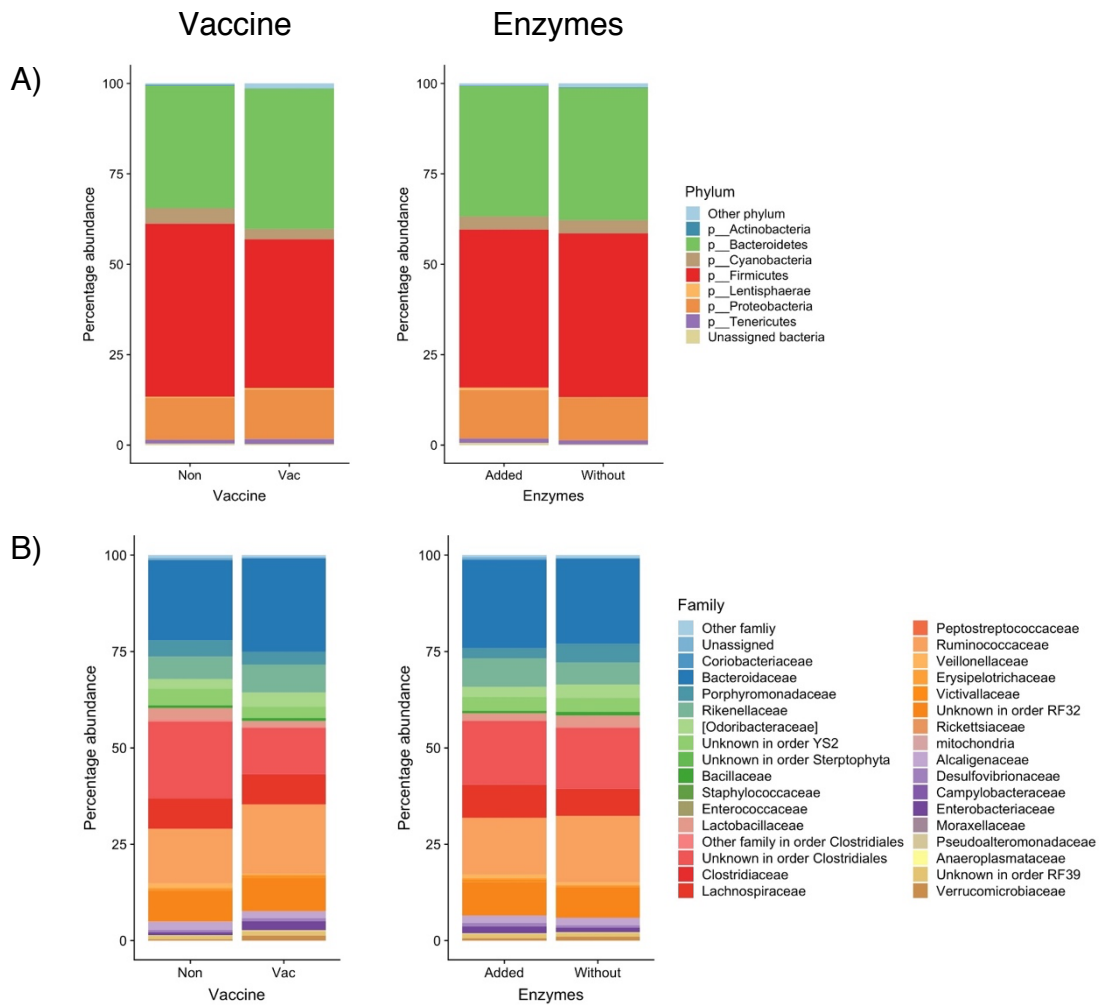 Vaccine
Enzymes
A)
Percentage abundance
100
75
50
25
0
Non
Vac
Vaccine
Percentage abundance
100
75
50
25
0
Added
Without
Enzymes
Phylum
Other phylum
p__Actinobacteria
p__Bacteroidetes
p__Cyanobacteria
p__Firmicutes
p__Lentisphaerae
p__Proteobacteria
p__Tenericutes
Unassigned bacteria
B)
Percentage abundance
100
75
50
25
0
Non
Vac
Vaccine
Percentage abundance
100
75
50
25
0
Added
Without
Enzymes
Family
Other famliy
Unassigned
Coriobacteriaceae
Bacteroidaceae
Porphyromonadaceae
Rikenellaceae
[Odoribacteraceae]
Unknown in order YS2
Unknown in order Sterptophyta
Bacillaceae
Staphylococcaceae
Enterococcaceae
Lactobacillaceae
Other family in order Clostridiales
Unknown in order Clostridiales
Clostridiaceae
Lachnospiraceae
Peptostreptococcaceae
Ruminococcaceae
Veillonellaceae
Erysipelotrichaceae
Victivallaceae
Unknown in order RF32
Rickettsiaceae
mitochondria
Alcaligenaceae
Desulfovibrionaceae
Campylobacteraceae
Enterobacteriaceae
Moraxellaceae
Pseudoalteromonadaceae
Anaeroplasmataceae
Unknown in order RF39
Verrucomicrobiaceae